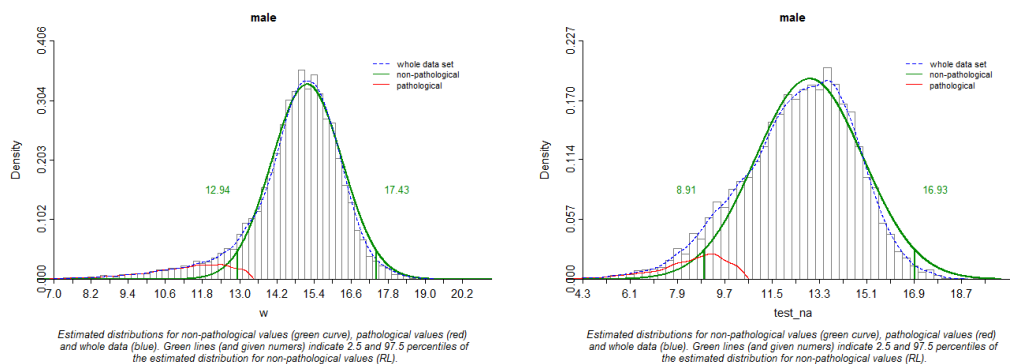 male
0.406
0.304
0.203
0.102
0.000
Density
whole data set
non-pathological
pathological
12.94
17.43
7.0 8.2 9.4 10.6 11.8 13.0 14.2 15.4 16.6 17.8 19.0 20.2
w
Estimated distributions for non-pathological values (green curve), pathological values (red)
and whole data (blue). Green lines (and given numers) indicate 2.5 and 97.5 percentiles of
the estimated distribution for non-pathological values (RL).
male
0.227
0.170
0.114
0.057
0.000
Density
whole data set
non-pathological
pathological
8.91
16.93
4.3 6.1 7.9 9.7 11.5 13.3 15.1 16.9 18.7
test_na
Estimated distributions for non-pathological values (green curve), pathological values (red)
and whole data (blue). Green lines (and given numers) indicate 2.5 and 97.5 percentiles of
the estimated distribution for non-pathological values (RL).